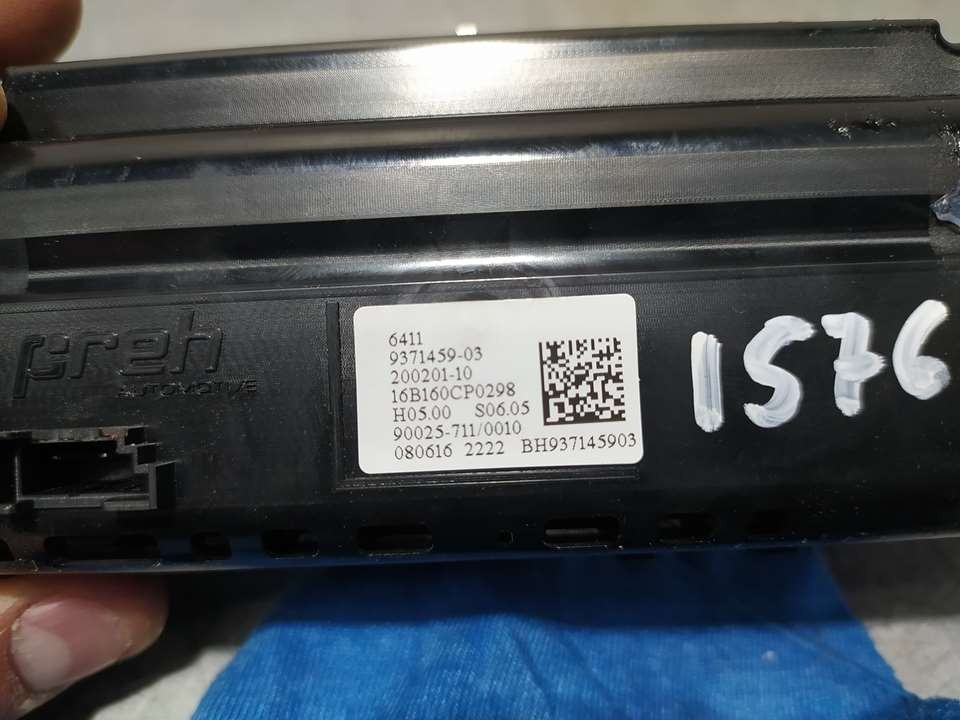 preh
AUTOMOTIVE
6411
9371459-03
200201-10
16B160CP0298
H05.00 S06.05
90025-711/0010
080616 2222 BH937145903
1576